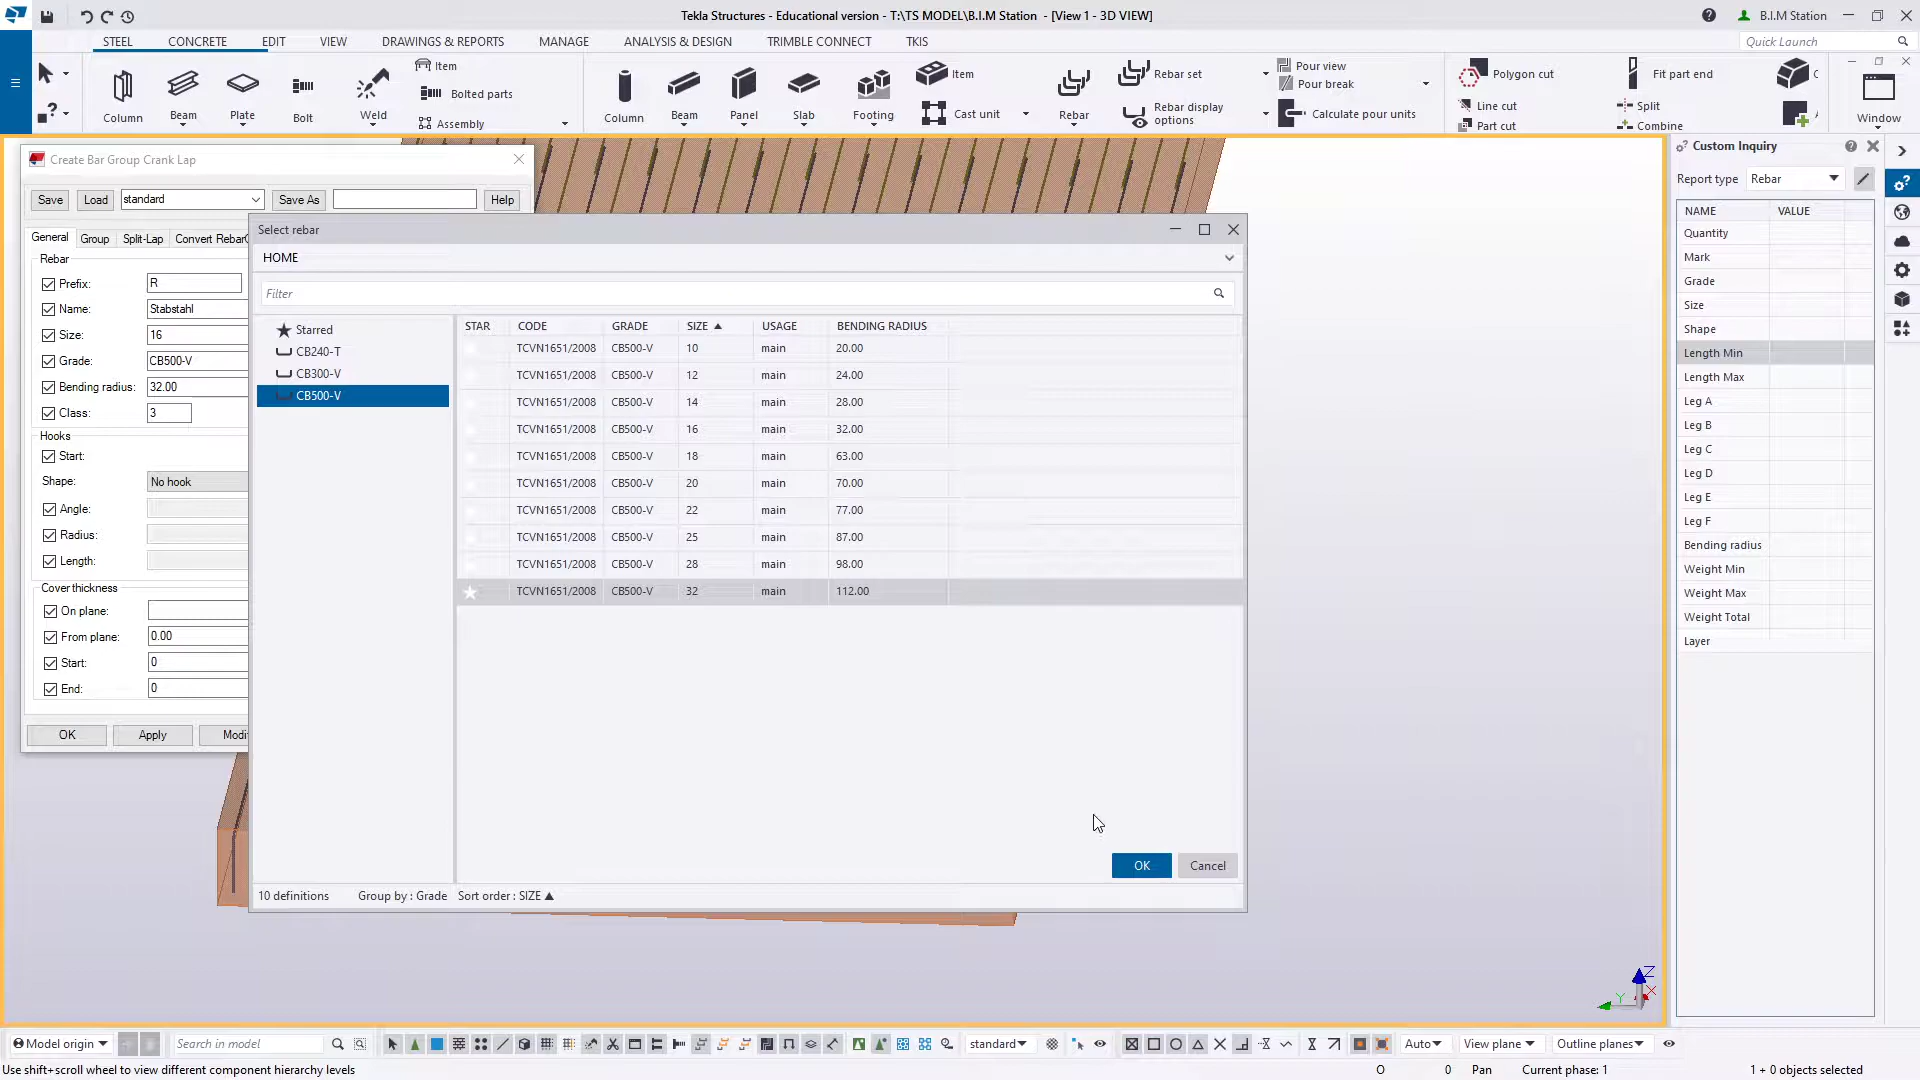 Tekla Structures - Educational version - T:\TS MODEL\B.I.M Station - [View 1 - 3D VIEW]
B.I.M Station
STEEL CONCRETE EDIT VIEW DRAWINGS & REPORTS MANAGE ANALYSIS & DESIGN TRIMBLE CONNECT TKIS
Quick Launch
Column Beam Plate Bolt Weld
Item
Bolted parts
Assembly
Column Beam Panel Slab Footing
Item
Cast unit
Rebar
Rebar set
Rebar display
options
Pour view
Pour break
Calculate pour units
Polygon cut
Line cut
Part cut
Fit part end
Split
Combine
Window
Create Bar Group Crank Lap
Save Load standard Save As Help
General Group Split-Lap Convert Rebar
Rebar
Prefix: R
Name: Stabstahl
Size: 16
Grade: CB500-V
Bending radius: 32.00
Class: 3
Hooks
Start:
Shape: No hook
Angle:
Radius:
Length:
Cover thickness
On plane:
From plane: 0.00
Start: 0
End: 0
OK Apply Modi
Select rebar
HOME
Filter
Starred
CB240-T
CB300-V
CB500-V
STAR CODE GRADE SIZE USAGE BENDING RADIUS
TCVN1651/2008 CB500-V 10 main 20.00
TCVN1651/2008 CB500-V 12 main 24.00
TCVN1651/2008 CB500-V 14 main 28.00
TCVN1651/2008 CB500-V 16 main 32.00
TCVN1651/2008 CB500-V 18 main 63.00
TCVN1651/2008 CB500-V 20 main 70.00
TCVN1651/2008 CB500-V 22 main 77.00
TCVN1651/2008 CB500-V 25 main 87.00
TCVN1651/2008 CB500-V 28 main 98.00
TCVN1651/2008 CB500-V 32 main 112.00
OK Cancel
10 definitions Group by : Grade Sort order : SIZE
Custom Inquiry
Report type Rebar
NAME VALUE
Quantity
Mark
Grade
Size
Shape
Length Min
Length Max
Leg A
Leg B
Leg C
Leg D
Leg E
Leg F
Bending radius
Weight Min
Weight Max
Weight Total
Layer
Z
Y X
Model origin Search in model standard Auto View plane Outline planes
Use shift+scroll wheel to view different component hierarchy levels O 0 Pan Current phase: 1 1 + 0 objects selected